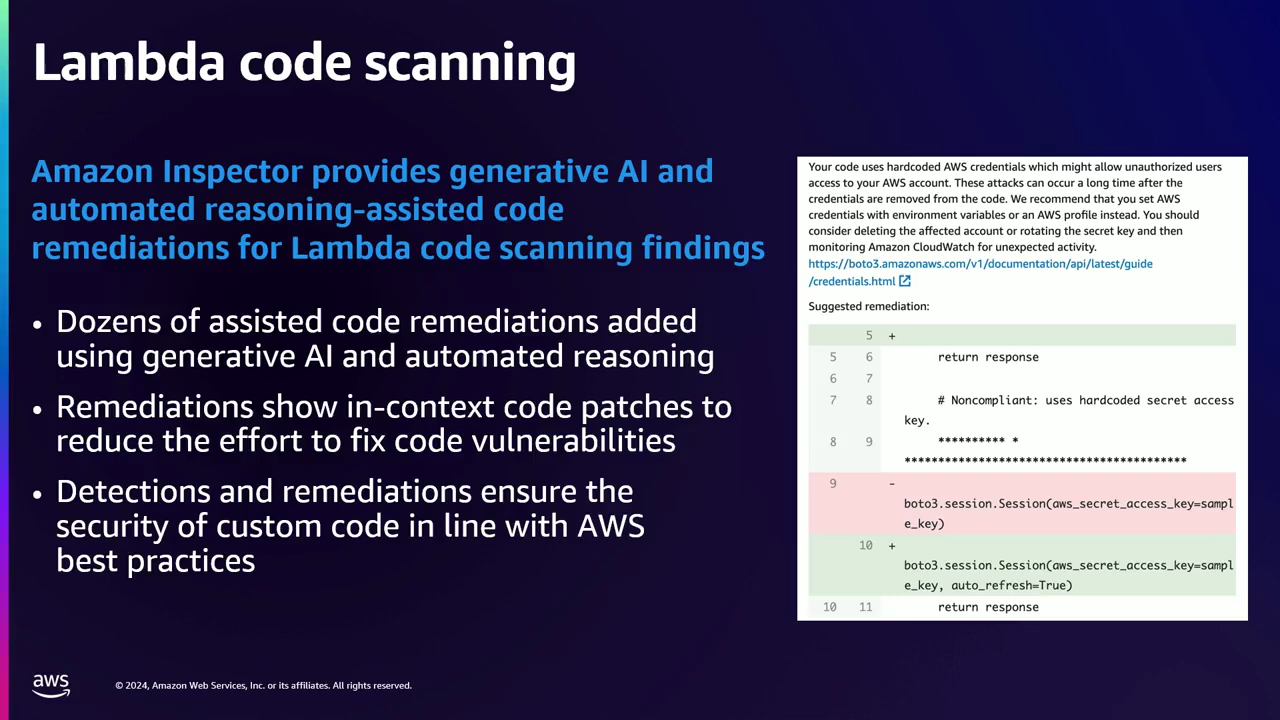 Lambda code scanning
Amazon Inspector provides generative AI and
automated reasoning-assisted code
remediations for Lambda code scanning findings
• Dozens of assisted code remediations added
using generative AI and automated reasoning
• Remediations show in-context code patches to
reduce the effort to fix code vulnerabilities
• Detections and remediations ensure the
security of custom code in line with AWS
best practices
Your code uses hardcoded AWS credentials which might allow unauthorized users
access to your AWS account. These attacks can occur a long time after the
credentials are removed from the code. We recommend that you set AWS
credentials with environment variables or an AWS profile instead. You should
consider deleting the affected account or rotating the secret key and then
monitoring Amazon CloudWatch for unexpected activity.
https://boto3.amazonaws.com/v1/documentation/api/latest/guide
/credentials.html
Suggested remediation:
5 +
5 6 return response
6 7
7 8 # Noncompliant: uses hardcoded secret access
key.
8 9 ********** *
******************************************
9 -
boto3.session.Session(aws_secret_access_key=sampl
e_key)
10 +
boto3.session.Session(aws_secret_access_key=sampl
e_key, auto_refresh=True)
10 11 return response
aws
© 2024, Amazon Web Services, Inc. or its affiliates. All rights reserved.